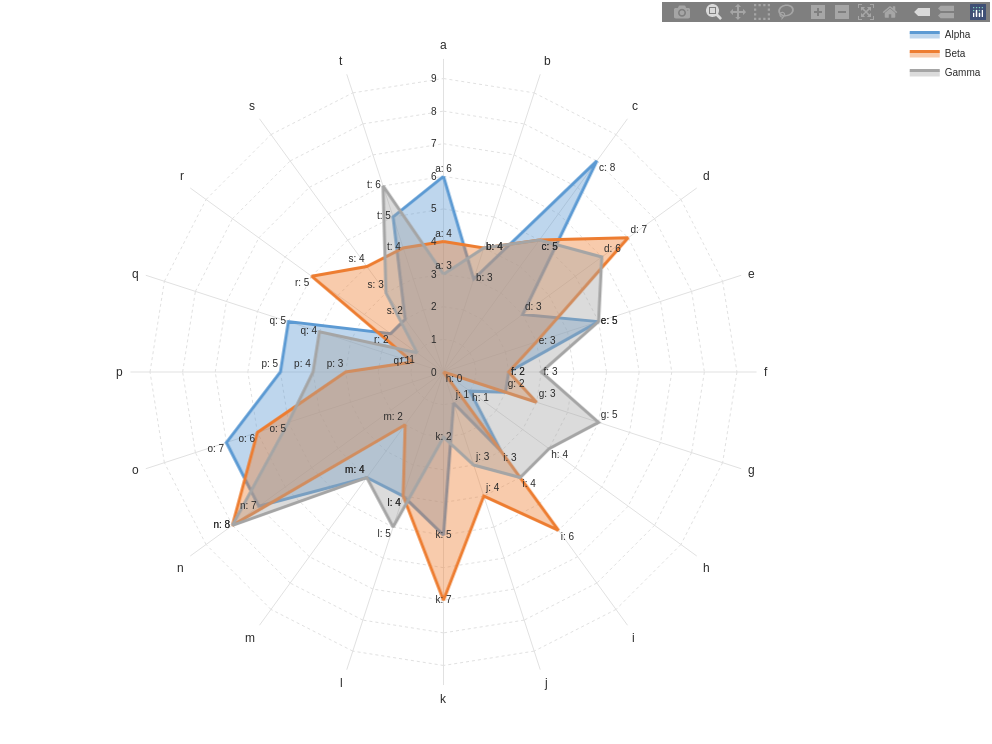 Alpha
Beta
Gamma
a
b
c
d
e
f
g
h
i
j
k
l
m
n
o
p
q
r
s
t
9
8
7
6
5
4
3
2
1
0
a: 6
a: 4
a: 3
b: 4
b: 3
c: 8
c: 5
d: 7
d: 6
d: 3
e: 5
e: 3
f: 2
f: 3
g: 2
g: 3
g: 5
h: 0
h: 1
h: 4
i: 3
i: 4
i: 6
j: 1
j: 3
j: 4
k: 2
k: 5
k: 7
l: 4
l: 5
m: 2
m: 4
n: 7
n: 8
o: 5
o: 6
o: 7
p: 3
p: 4
p: 5
q: 4
q: 5
r: 2
r: 5
s: 2
s: 3
s: 4
t: 4
t: 5
t: 6